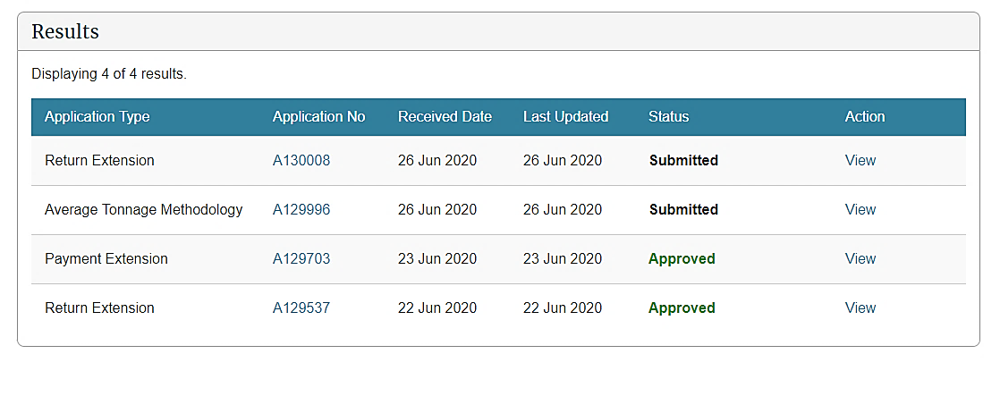 Results
Displaying 4 of 4 results.
Application Type Application No Received Date Last Updated Status Action
Return Extension A130008 26 Jun 2020 26 Jun 2020 Submitted View
Average Tonnage Methodology A129996 26 Jun 2020 26 Jun 2020 Submitted View
Payment Extension A129703 23 Jun 2020 23 Jun 2020 Approved View
Return Extension A129537 22 Jun 2020 22 Jun 2020 Approved View